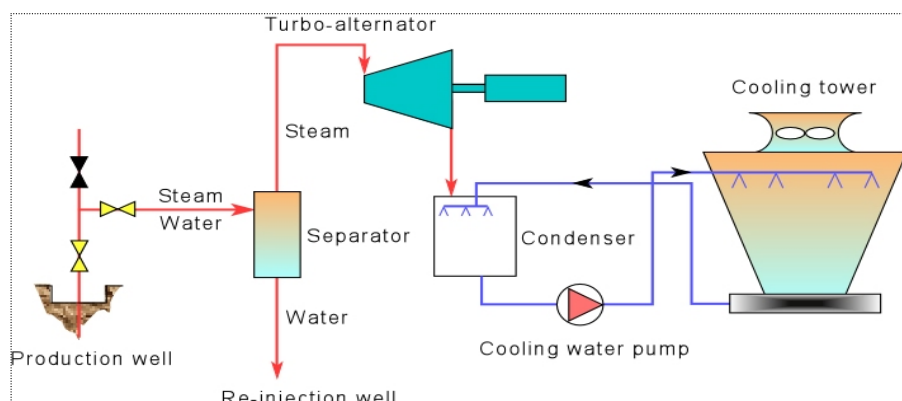 Turbo-alternator
Cooling tower
Steam
Steam
Water
Separator
Condenser
Water
Production well
Cooling water pump
Re-injection well